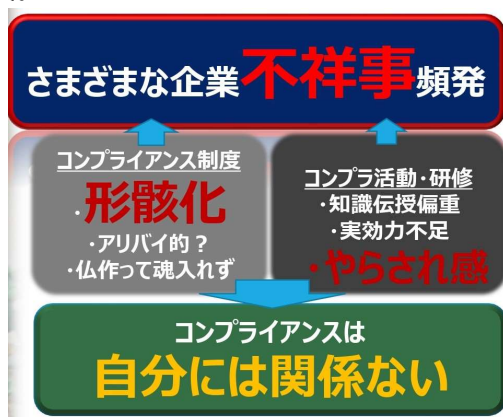 さまざまな企業不祥事頻発
コンプライアンス制度
・形骸化
・アリバイ的？
・仏作って魂入れず
コンプラ活動・研修
・知識伝授偏重
・実効力不足
・やらされ感
コンプライアンスは
自分には関係ない